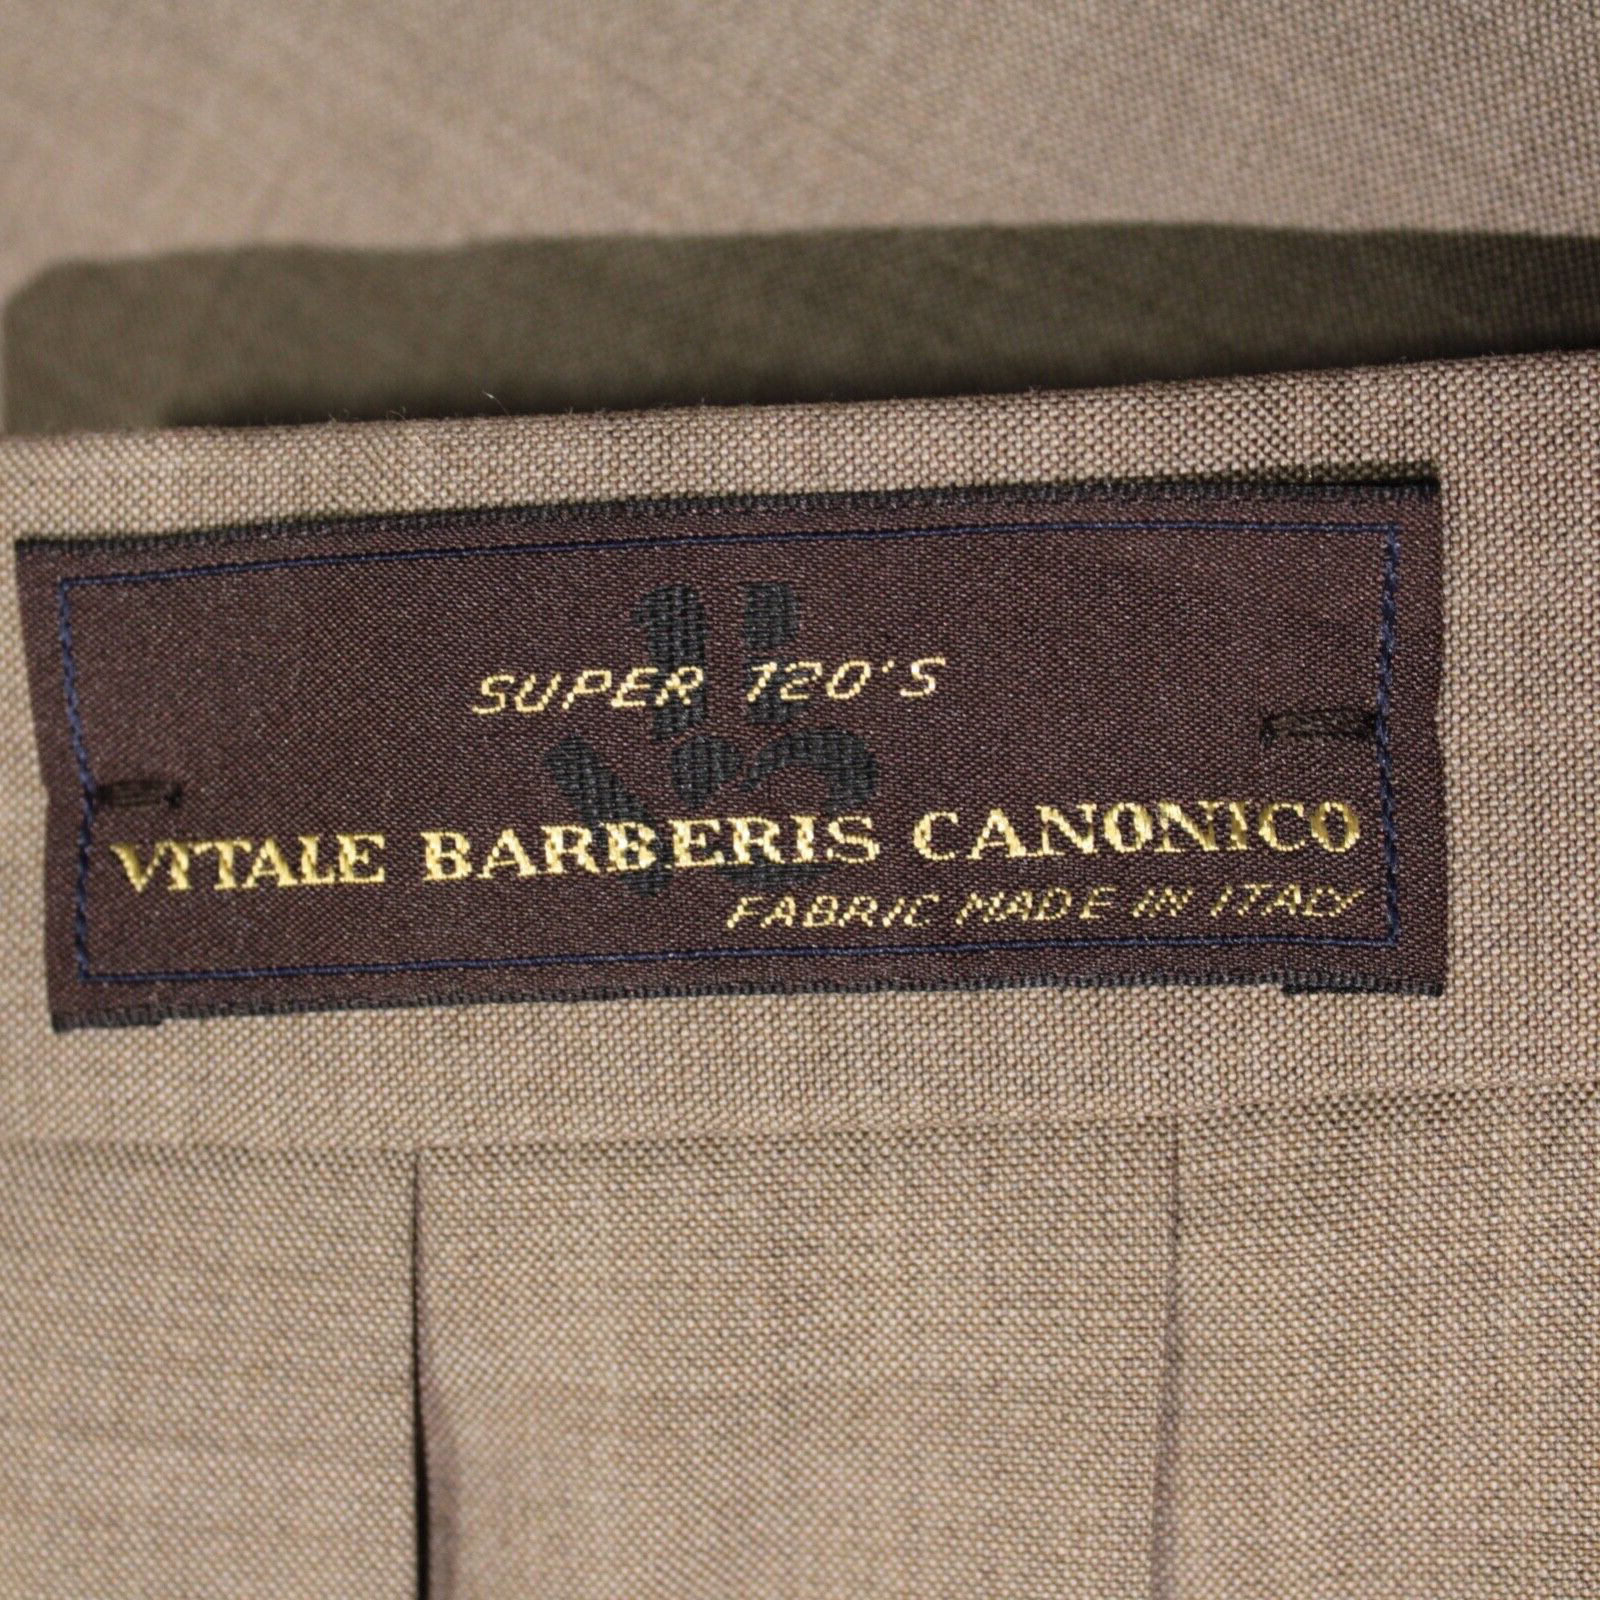 SUPER 120'S
VITALE BARBERIS CANONICO
FABRIC MADE IN ITALY